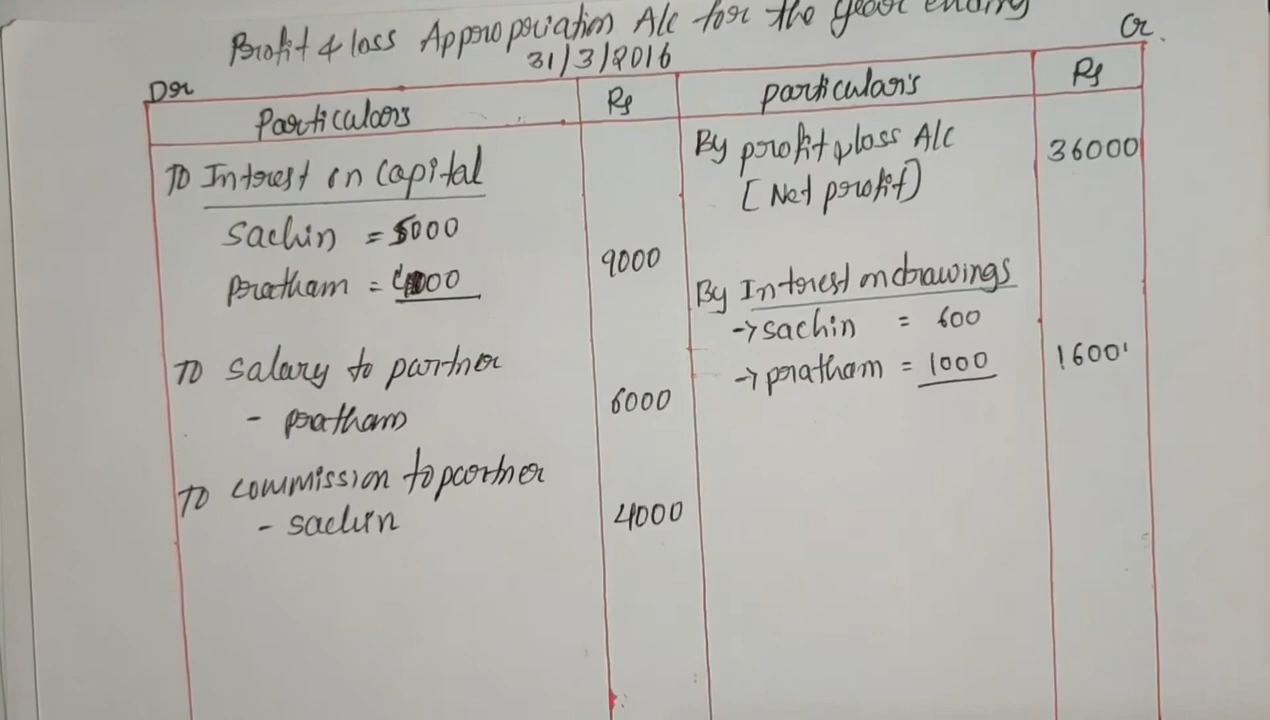 Profit & loss Appropriation A/c for the year ending
31/3/2016
Dr
Cr.
Particulars Rs particulars Rs
To Interest on Capital
Sachin = 5000
Pratham = 4000 9000
To Salary to partner
- pratham 6000
To commission to partner
- sachin 4000
By profit & loss A/c 36000
[Net profit)
By Interest on drawings
→ sachin = 600
→ pratham = 1000 1600